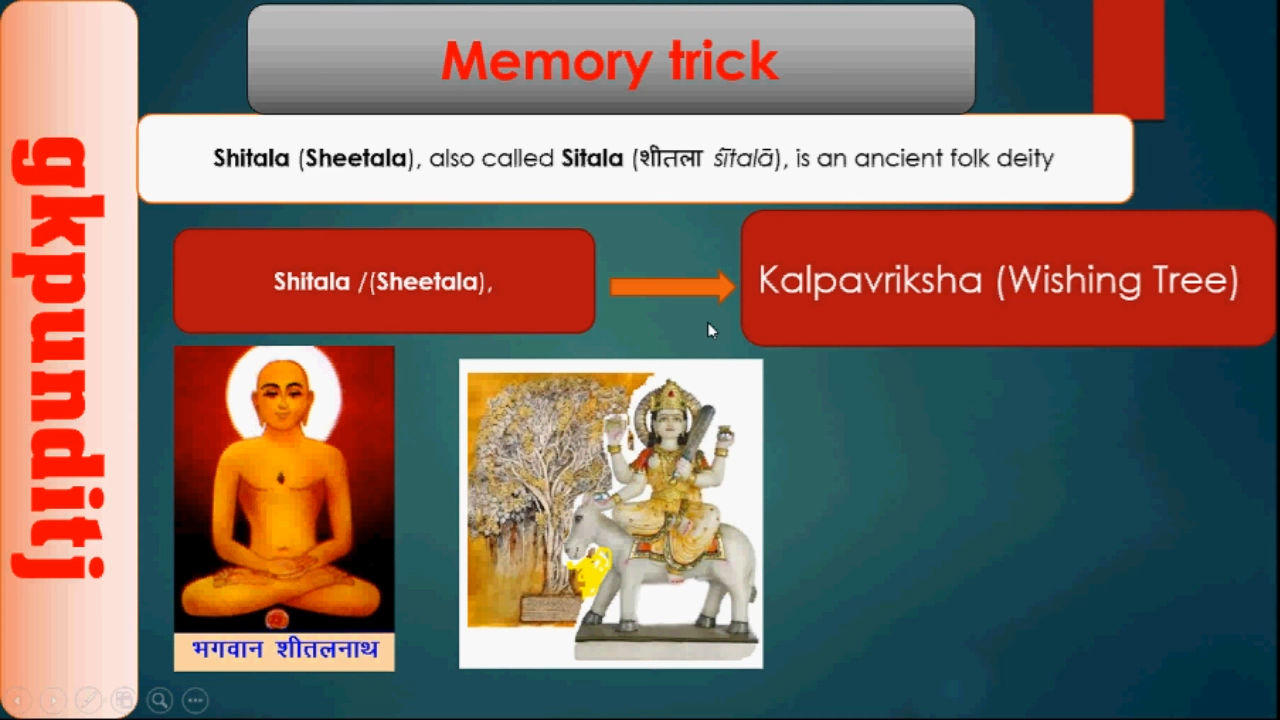 Memory trick
Shitala (Sheetala), also called Sitala (शीतला śītalā), is an ancient folk deity
Shitala /(Sheetala),
Kalpavriksha (Wishing Tree)
भगवान शीतलनाथ
gkpunditj